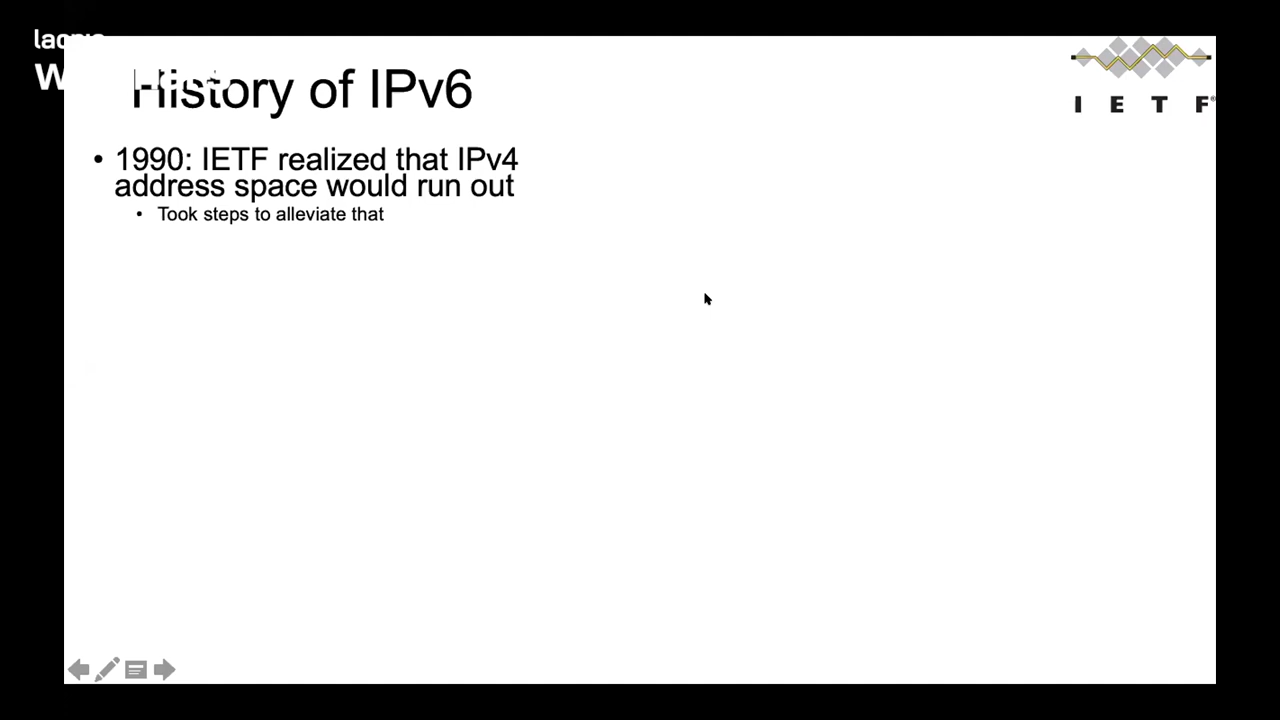 History of IPv6
I E T F
• 1990: IETF realized that IPv4
address space would run out
• Took steps to alleviate that